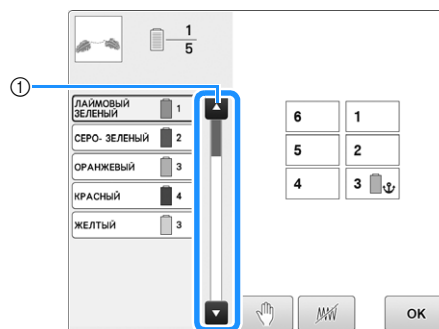 1
5
①
ЛАЙМОВЫЙ
ЗЕЛЕНЫЙ 1
СЕРО- ЗЕЛЕНЫЙ 2
ОРАНЖЕВЫЙ 3
КРАСНЫЙ 4
ЖЕЛТЫЙ 3
6 1
5 2
4 3
OK